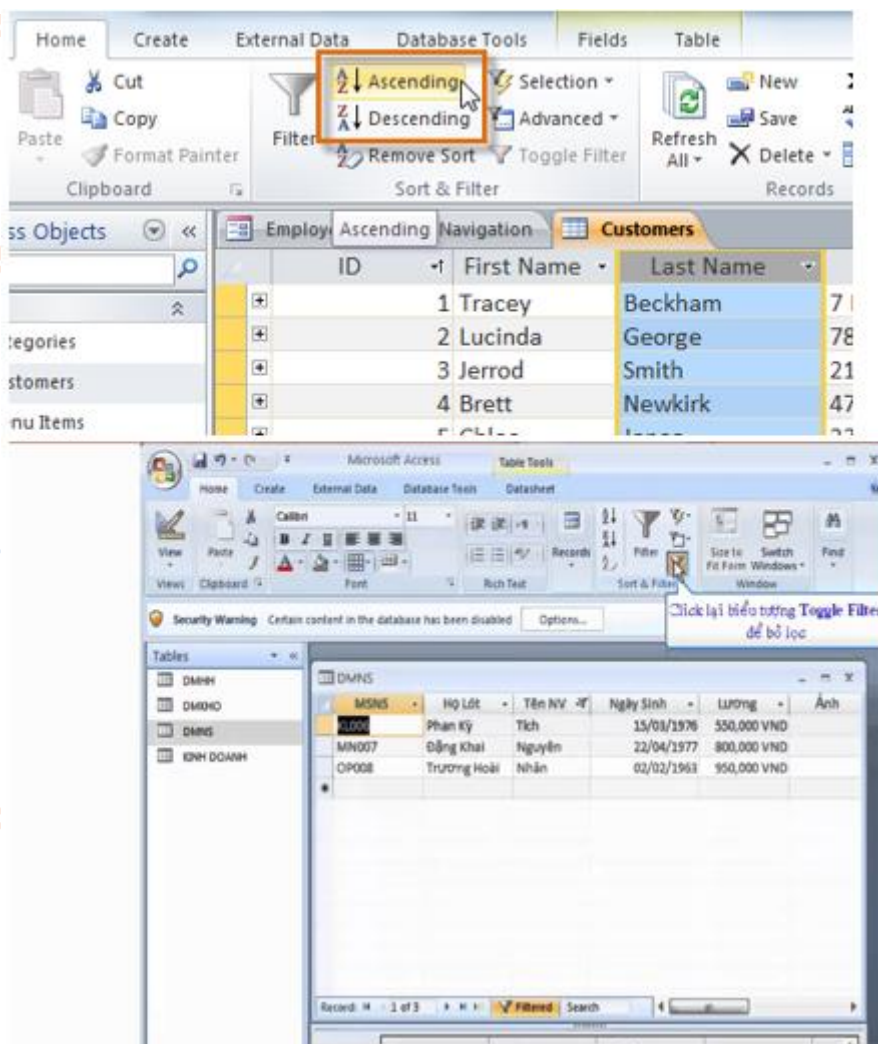 Home Create External Data Database Tools Fields Table
Cut
Copy
Format Painter
Paste
Clipboard
Filter
Ascending
Descending
Remove Sort
Selection
Advanced
Toggle Filter
Sort & Filter
Refresh
All
New
Save
Delete
Records
ss Objects
Employ
Ascending
Navigation
Customers
ID First Name Last Name
1 Tracey Beckham 7
2 Lucinda George 78
3 Jerrod Smith 21
4 Brett Newkirk 47
tegories
stomers
nu Items
Microsoft Access Table Tools
Home Create External Data Database Tools Datasheet
Calibri 11
View Paste Records Filter Size to Fit Form Switch Windows Find
Views Clipboard Font Rich Text Sort & Filter Window
Click lại biểu tượng Toggle Filter
để bỏ lọc
Security Warning Certain content in the database has been disabled Options...
Tables
DMHH
DMKHO
DMNS
KINH DOANH
DMNS
MSNS Họ Lót Tên NV Ngày Sinh Lương Ảnh
KL006 Phan Kỳ Tích 15/03/1976 550,000 VND
MN007 Đặng Khai Nguyên 22/04/1977 800,000 VND
OP008 Trương Hoài Nhân 02/02/1963 950,000 VND
Record: 1 of 3 Filtered Search